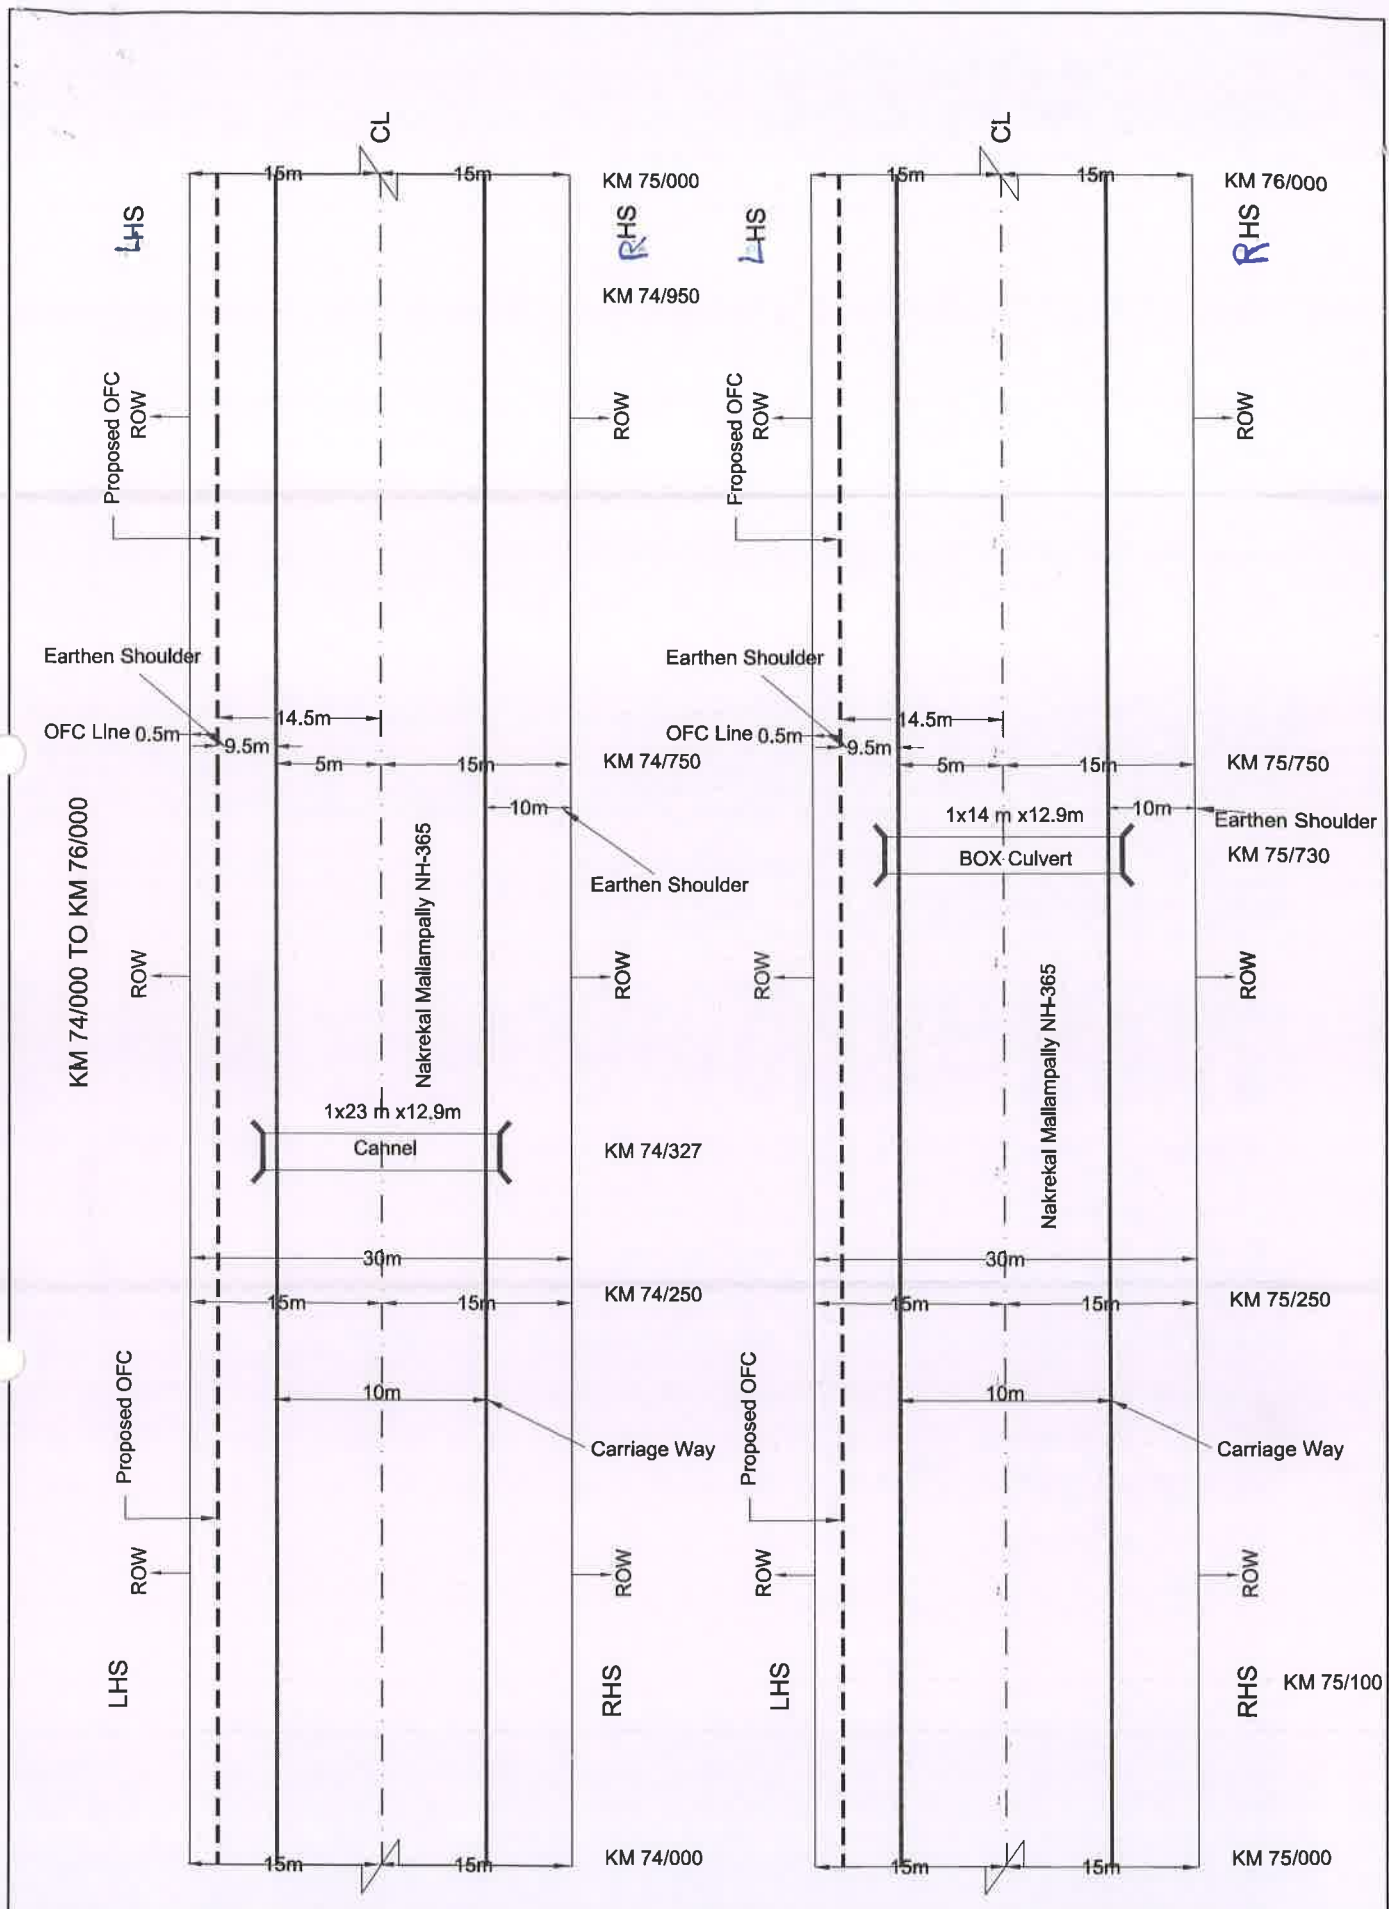 KM 74/000 TO KM 76/000
CL
15m
15m
KM 75/000
LHS
RHS
KM 74/950
Proposed OFC
ROW
ROW
Earthen Shoulder
14.5m
OFC Line 0.5m
9.5m
5m
15m
KM 74/750
10m
Earthen Shoulder
Nakrekal Mallampally NH-365
ROW
ROW
1x23 m x12.9m
Cahnel
KM 74/327
30m
15m
15m
KM 74/250
10m
Carriage Way
Proposed OFC
ROW
ROW
LHS
RHS
15m
15m
KM 74/000
CL
15m
15m
KM 76/000
LHS
RHS
Proposed OFC
ROW
ROW
Earthen Shoulder
14.5m
OFC Line 0.5m
9.5m
5m
15m
KM 75/750
10m
Earthen Shoulder
1x14 m x12.9m
BOX Culvert
KM 75/730
Nakrekal Mallampally NH-365
ROW
ROW
30m
15m
15m
KM 75/250
10m
Carriage Way
Proposed OFC
ROW
ROW
LHS
RHS
KM 75/100
15m
15m
KM 75/000